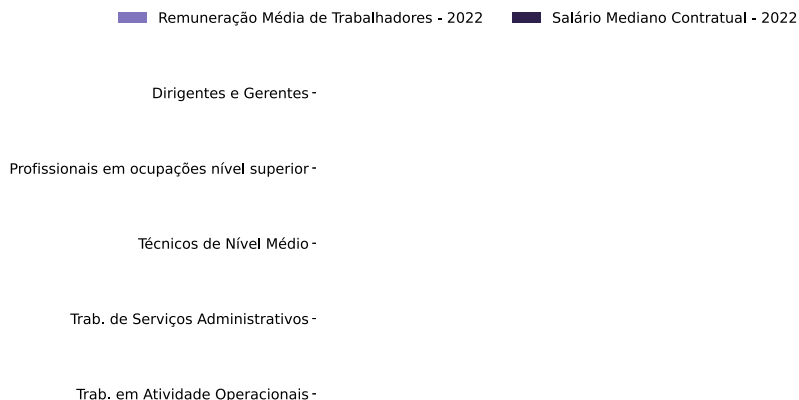 Remuneração Média de Trabalhadores - 2022 Salário Mediano Contratual - 2022
Dirigentes e Gerentes
Profissionais em ocupações nível superior
Técnicos de Nível Médio
Trab. de Serviços Administrativos
Trab. em Atividade Operacionais